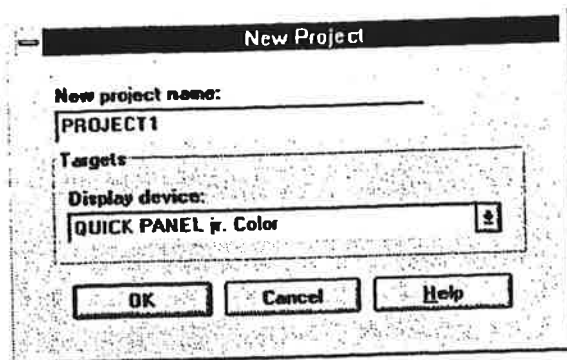 New Project
New project name:
PROJECT1
Targets
Display device:
QUICK PANEL jr. Color
OK Cancel Help